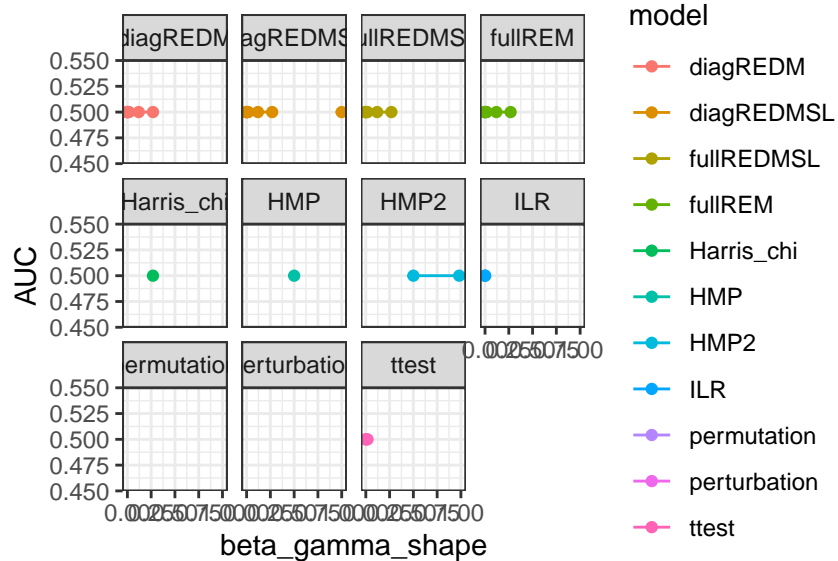 model
diagREDM
agREDMS
ullREDMS
fullREM
0.550
0.525
0.500
0.475
0.450
Harris_chi
HMP
HMP2
ILR
0.550
0.525
0.500
0.475
0.450
ermutation
erturbatio
ttest
0.550
0.525
0.500
0.475
0.450
AUC
beta_gamma_shape
diagREDM
diagREDMSL
fullREDMSL
fullREM
Harris_chi
HMP
HMP2
ILR
permutation
perturbation
ttest